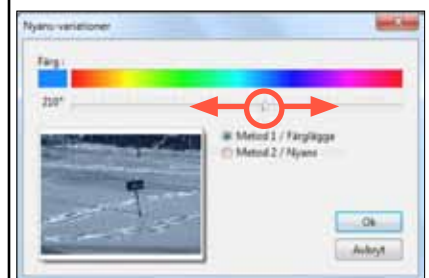 Nyans-variationer
Färg:
210°
Metod 1 / Färglägga
Metod 2 / Nyans
Ok
Avbryt